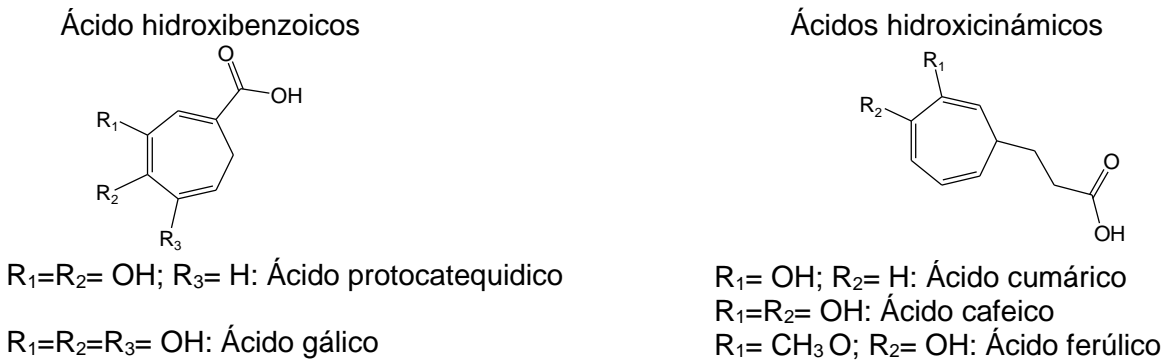 Ácido hidroxibenzoicos
O
OH
R₁
R₂
R₃
R₁=R₂= OH; R₃= H: Ácido protocatequidico
R₁=R₂=R₃= OH: Ácido gálico
Ácidos hidroxicinámicos
R₁
R₂
O
OH
R₁= OH; R₂= H: Ácido cumárico
R₁=R₂= OH: Ácido cafeico
R₁= CH₃ O; R₂= OH: Ácido ferúlico